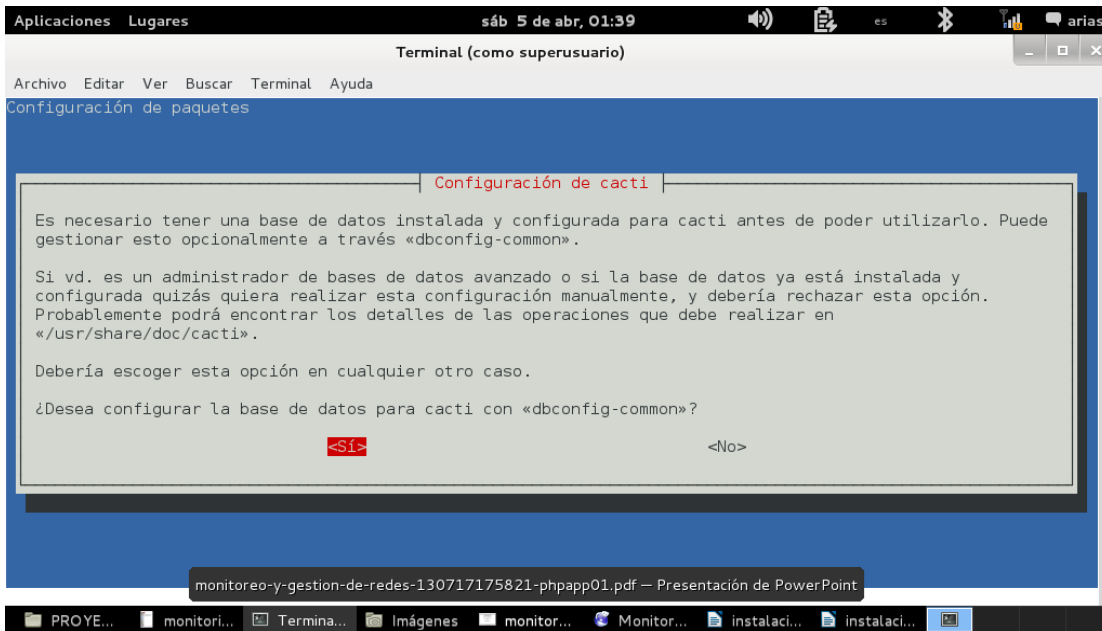 Aplicaciones Lugares sáb 5 de abr, 01:39 es arias
Terminal (como superusuario)
Archivo Editar Ver Buscar Terminal Ayuda
Configuración de paquetes
Configuración de cacti
Es necesario tener una base de datos instalada y configurada para cacti antes de poder utilizarlo. Puede
gestionar esto opcionalmente a través «dbconfig-common».
Si vd. es un administrador de bases de datos avanzado o si la base de datos ya está instalada y
configurada quizás quiera realizar esta configuración manualmente, y debería rechazar esta opción.
Probablemente podrá encontrar los detalles de las operaciones que debe realizar en
«/usr/share/doc/cacti».
Debería escoger esta opción en cualquier otro caso.
¿Desea configurar la base de datos para cacti con «dbconfig-common»?
<Sí> <No>
monitoreo-y-gestion-de-redes-130717175821-phpapp01.pdf — Presentación de PowerPoint
PROYE... monitori... Termina... Imágenes monitor... Monitor... instalaci... instalaci...